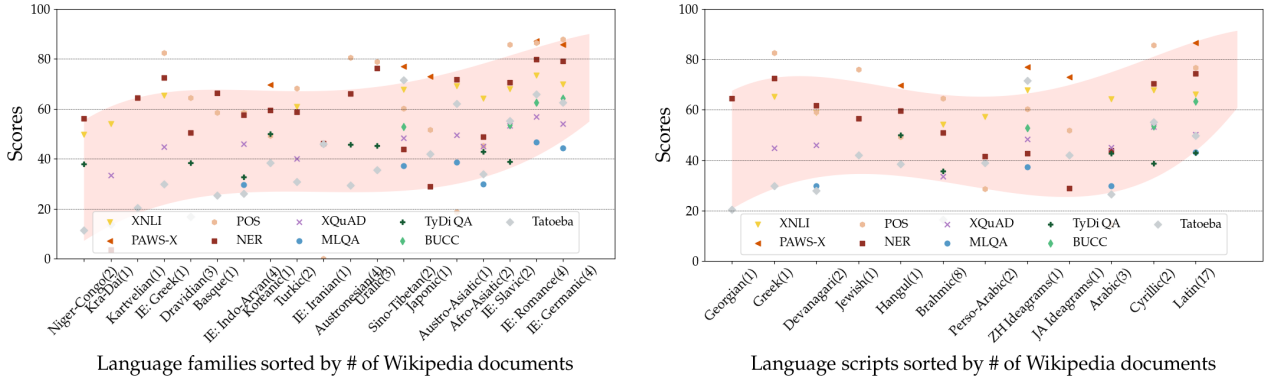 100
80
60
40
20
0
Scores
XNLI
PAWS-X
POS
NER
XQuAD
MLQA
TyDi QA
BUCC
Tatoeba
Niger-Congo(2)
Kra-Dai(1)
Kartvelian(1)
IE: Greek(1)
Dravidian(3)
Basque(1)
IE: Indo-Aryan(4)
Koreanic(1)
Turkic(2)
IE: Iranian(1)
Austronesian(4)
Uralic(3)
Sino-Tibetan(2)
Japonic(1)
Austro-Asiatic(1)
Afro-Asiatic(2)
IE: Slavic(2)
IE: Romance(4)
IE: Germanic(4)
Language families sorted by # of Wikipedia documents
100
80
60
40
20
0
Scores
XNLI
PAWS-X
POS
NER
XQuAD
MLQA
TyDi QA
BUCC
Tatoeba
Georgian(1)
Greek(1)
Devanagari(2)
Jewish(1)
Hangul(1)
Brahmic(8)
Perso-Arabic(2)
ZH Ideagrams(1)
JA Ideagrams(1)
Arabic(3)
Cyrillic(2)
Latin(17)
Language scripts sorted by # of Wikipedia documents